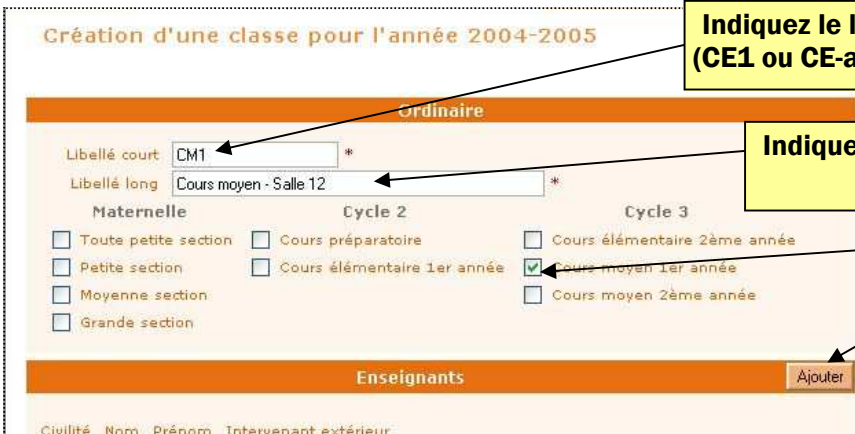 Création d'une classe pour l'année 2004-2005
Indiquez le
(CE1 ou CE-a
Ordinaire
Libellé court CM1 *
Indique
Libellé long Cours moyen - Salle 12 *
Maternelle Cycle 2 Cycle 3
Toute petite section Cours préparatoire Cours élémentaire 2ème année
Petite section Cours élémentaire 1er année Cours moyen 1er année
Moyenne section Cours moyen 2ème année
Grande section
Enseignants Ajouter
Civilité Nom Prénom Intervenant extérieur